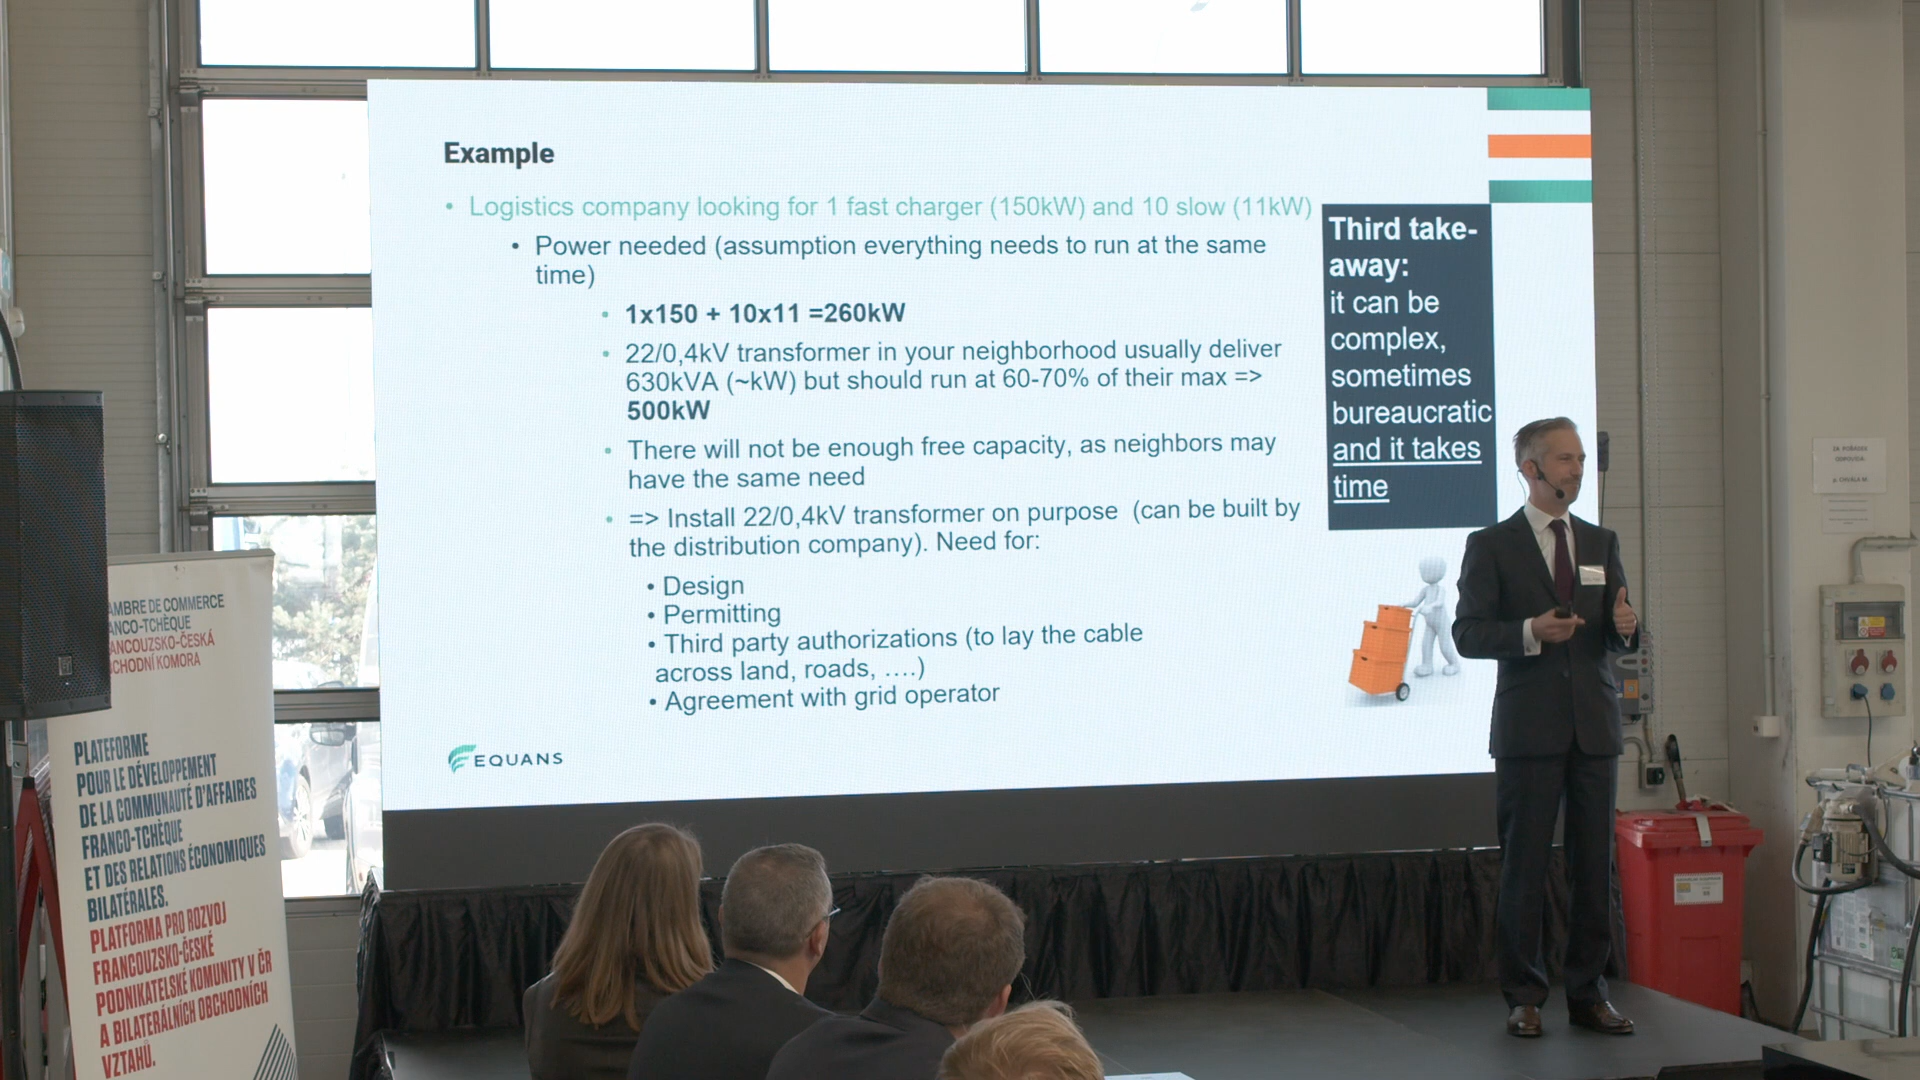 Example
• Logistics company looking for 1 fast charger (150kW) and 10 slow (11kW)
• Power needed (assumption everything needs to run at the same
time)
• 1x150 + 10x11 =260kW
• 22/0,4kV transformer in your neighborhood usually deliver
630kVA (~kW) but should run at 60-70% of their max =>
500kW
• There will not be enough free capacity, as neighbors may
have the same need
• => Install 22/0,4kV transformer on purpose (can be built by
the distribution company). Need for:
• Design
• Permitting
• Third party authorizations (to lay the cable
across land, roads, ....)
• Agreement with grid operator
EQUANS
Third take-
away:
it can be
complex,
sometimes
bureaucratic
and it takes
time
DE COMMERCE
KOMORA
PLATEFORME
POUR LE DÉVELOPPEMENT
DE LA COMMUNAUTÉ D'AFFAIRES
FRANCO-TCHÈQUE
ET DES RELATIONS ÉCONOMIQUES
BILATÉRALES.
PLATFORMA PRO ROZVOJ
FRANCOUZSKO-ČESKÉ
PODNIKATELSKÉ KOMUNITY V ČR
A BILATERÁLNÍCH OBCHODNÍCH
VZTAHŮ.